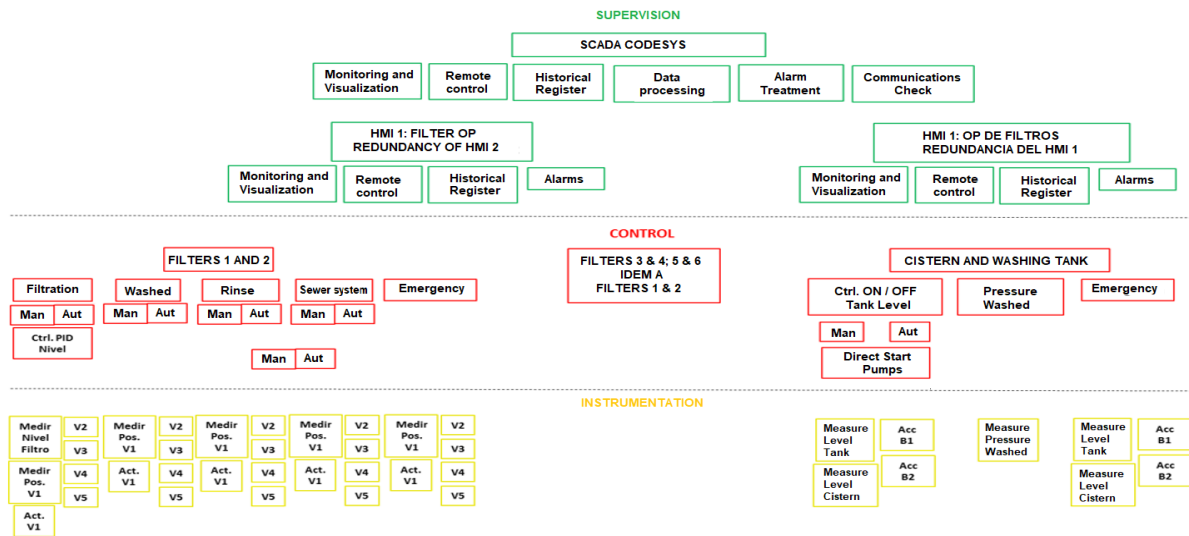 SUPERVISION
SCADA CODESYS
Monitoring and
Visualization
Remote
control
Historical
Register
Data
processing
Alarm
Treatment
Communications
Check
HMI 1: FILTER OP
REDUNDANCY OF HMI 2
Monitoring and
Visualization
Remote
control
Historical
Register
Alarms
HMI 1: OP DE FILTROS
REDUNDANCIA DEL HMI 1
Monitoring and
Visualization
Remote
control
Historical
Register
Alarms
CONTROL
FILTERS 1 AND 2
Filtration
Man
Aut
Ctrl. PID
Nivel
Washed
Man
Aut
Rinse
Man
Aut
Sewer system
Man
Aut
Emergency
Man
Aut
FILTERS 3 & 4; 5 & 6
IDEM A
FILTERS 1 & 2
CISTERN AND WASHING TANK
Ctrl. ON / OFF
Tank Level
Man
Aut
Direct Start
Pumps
Pressure
Washed
Emergency
INSTRUMENTATION
Medir
Nivel
Filtro
Medir
Pos.
V1
Act.
V1
V2
V3
V4
V5
Medir
Pos.
V1
Act.
V1
V2
V3
V4
V5
Medir
Pos.
V1
Act.
V1
V2
V3
V4
V5
Medir
Pos.
V1
Act.
V1
V2
V3
V4
V5
Medir
Pos.
V1
Act.
V1
V2
V3
V4
V5
Measure
Level
Tank
Measure
Level
Cistern
Acc
B1
Acc
B2
Measure
Pressure
Washed
Measure
Level
Tank
Measure
Level
Cistern
Acc
B1
Acc
B2